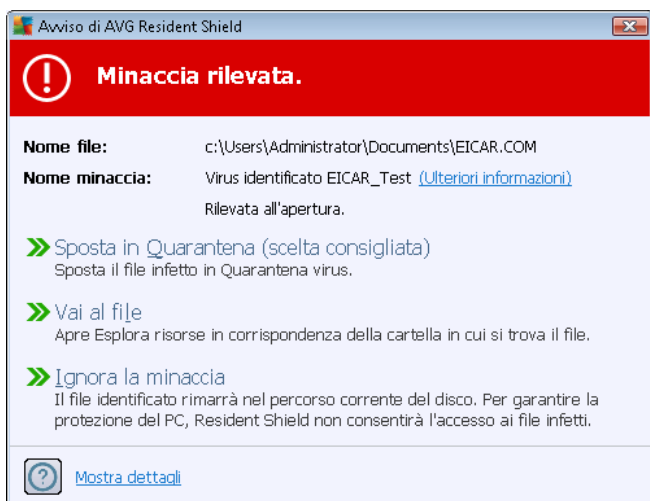 Avviso di AVG Resident Shield
Minaccia rilevata.
Nome file: c:\Users\Administrator\Documents\EICAR.COM
Nome minaccia: Virus identificato EICAR_Test (Ulteriori informazioni)
Rilevata all'apertura.
Sposta in Quarantena (scelta consigliata)
Sposta il file infetto in Quarantena virus.
Vai al file
Apre Esplora risorse in corrispondenza della cartella in cui si trova il file.
Ignora la minaccia
Il file identificato rimarrà nel percorso corrente del disco. Per garantire la
protezione del PC, Resident Shield non consentirà l'accesso ai file infetti.
Mostra dettagli